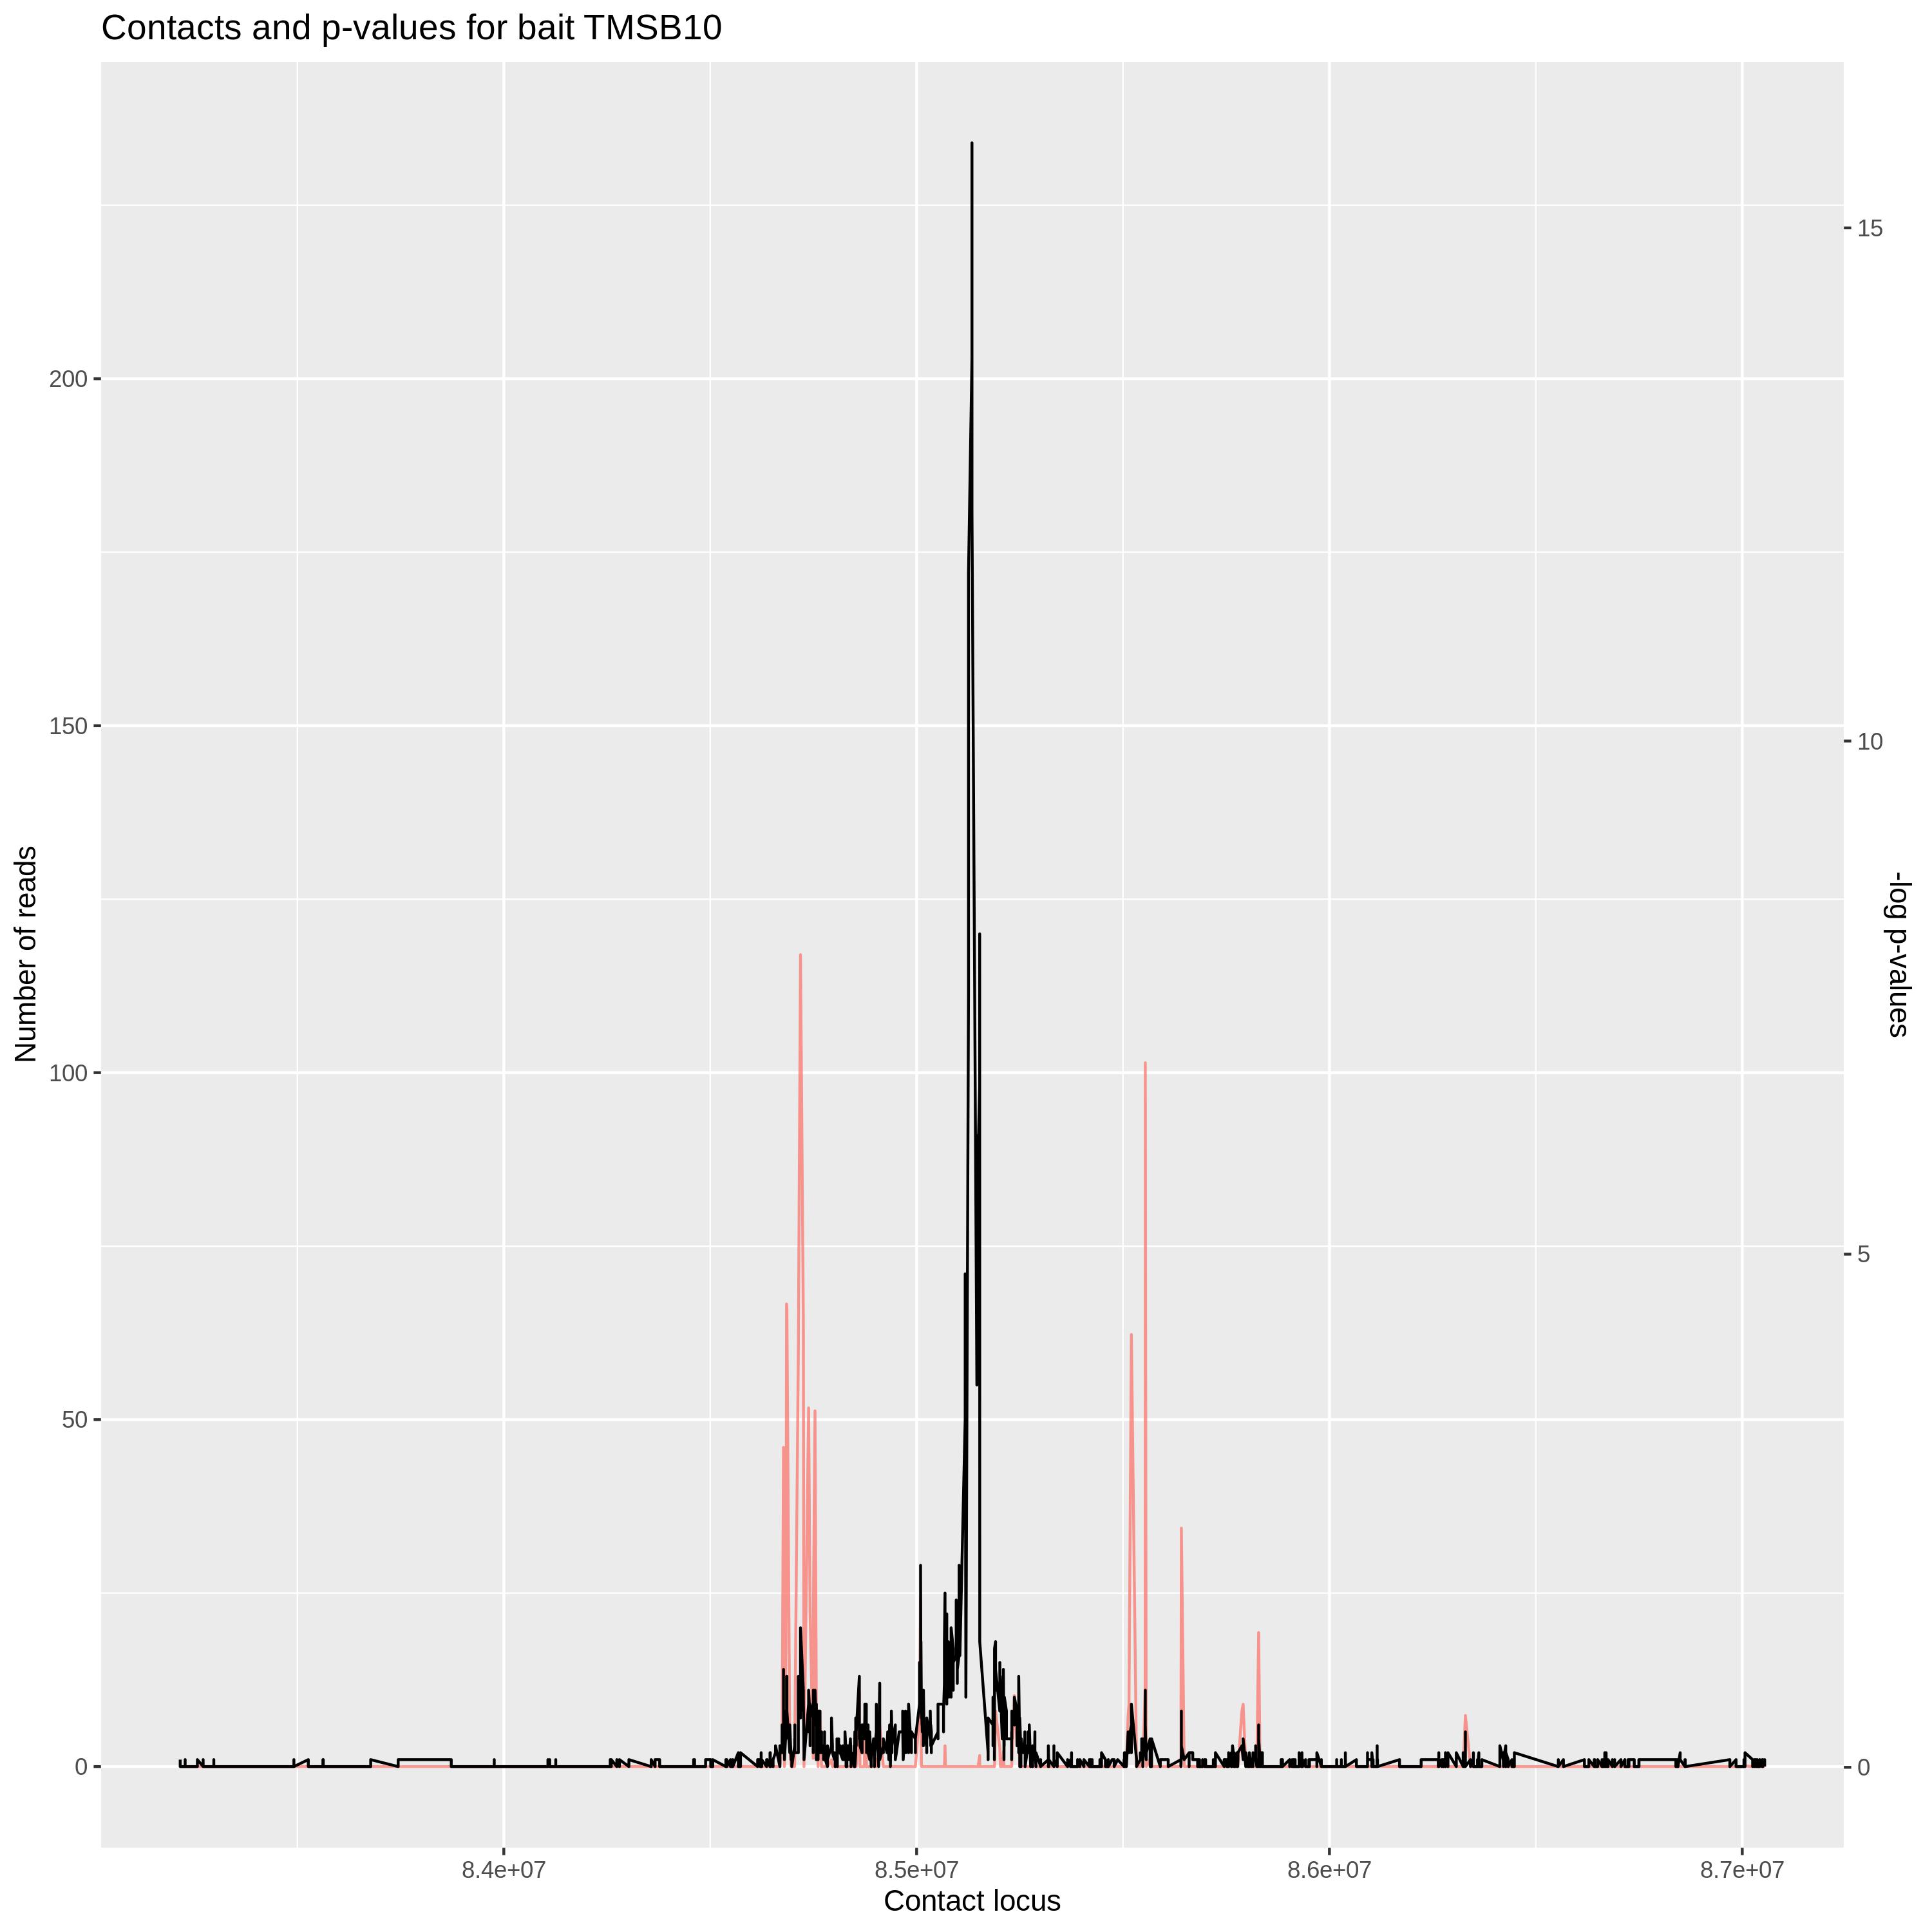 Contacts and p-values for bait TMSB10
Number of reads
200
150
100
50
0
15
10
5
0
-log p-values
8.4e+07
8.5e+07
8.6e+07
8.7e+07
Contact locus